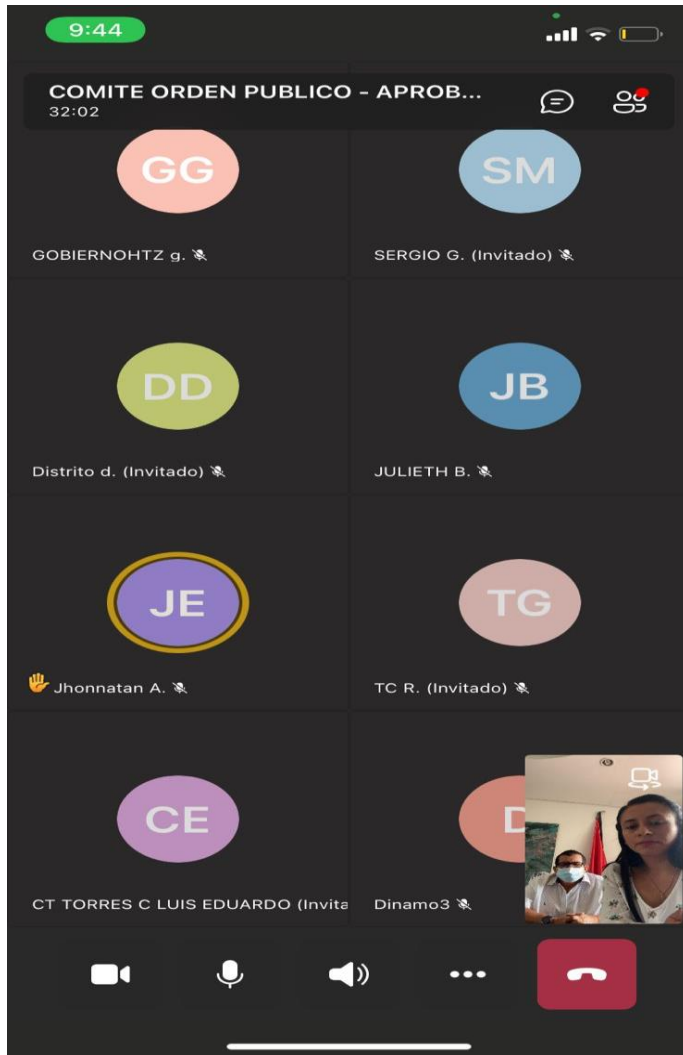 9:44
COMITE ORDEN PUBLICO - APROB...
32:02
GG
SM
GOBIERNOHTZ g.
SERGIO G. (Invitado)
DD
JB
Distrito d. (Invitado)
JULIETH B.
JE
TG
Jhonnatan A.
TC R. (Invitado)
CE
D
CT TORRES C LUIS EDUARDO (Invita
Dinamo3